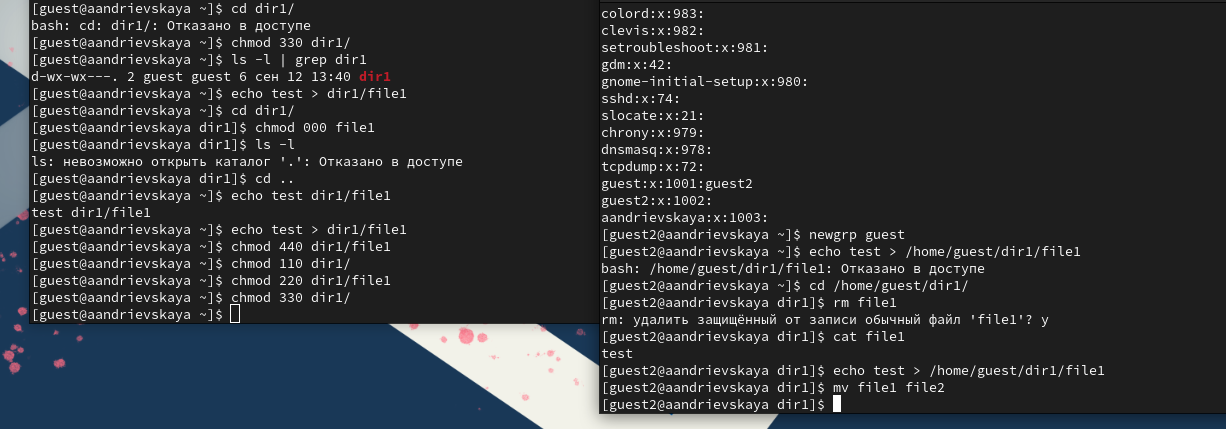 [guest@aandrievskaya ~]$ cd dir1/
bash: cd: dir1/: Отказано в доступе
[guest@aandrievskaya ~]$ chmod 330 dir1/
[guest@aandrievskaya ~]$ ls -l | grep dir1
d-wx-wx---. 2 guest guest 6 сен 12 13:40 dir1
[guest@aandrievskaya ~]$ echo test > dir1/file1
[guest@aandrievskaya ~]$ cd dir1/
[guest@aandrievskaya dir1]$ chmod 000 file1
[guest@aandrievskaya dir1]$ ls -l
ls: невозможно открыть каталог '.': Отказано в доступе
[guest@aandrievskaya dir1]$ cd ..
[guest@aandrievskaya ~]$ echo test dir1/file1
test dir1/file1
[guest@aandrievskaya ~]$ echo test > dir1/file1
[guest@aandrievskaya ~]$ chmod 440 dir1/file1
[guest@aandrievskaya ~]$ chmod 110 dir1/
[guest@aandrievskaya ~]$ chmod 220 dir1/file1
[guest@aandrievskaya ~]$ chmod 330 dir1/
[guest@aandrievskaya ~]$
colord:x:983:
clevis:x:982:
setroubleshoot:x:981:
gdm:x:42:
gnome-initial-setup:x:980:
sshd:x:74:
slocate:x:21:
chrony:x:979:
dnsmasq:x:978:
tcpdump:x:72:
guest:x:1001:guest2
guest2:x:1002:
aandrievskaya:x:1003:
[guest2@aandrievskaya ~]$ newgrp guest
[guest2@aandrievskaya ~]$ echo test > /home/guest/dir1/file1
bash: /home/guest/dir1/file1: Отказано в доступе
[guest2@aandrievskaya ~]$ cd /home/guest/dir1/
[guest2@aandrievskaya dir1]$ rm file1
rm: удалить защищённый от записи обычный файл 'file1'? y
[guest2@aandrievskaya dir1]$ cat file1
test
[guest2@aandrievskaya dir1]$ echo test > /home/guest/dir1/file1
[guest2@aandrievskaya dir1]$ mv file1 file2
[guest2@aandrievskaya dir1]$